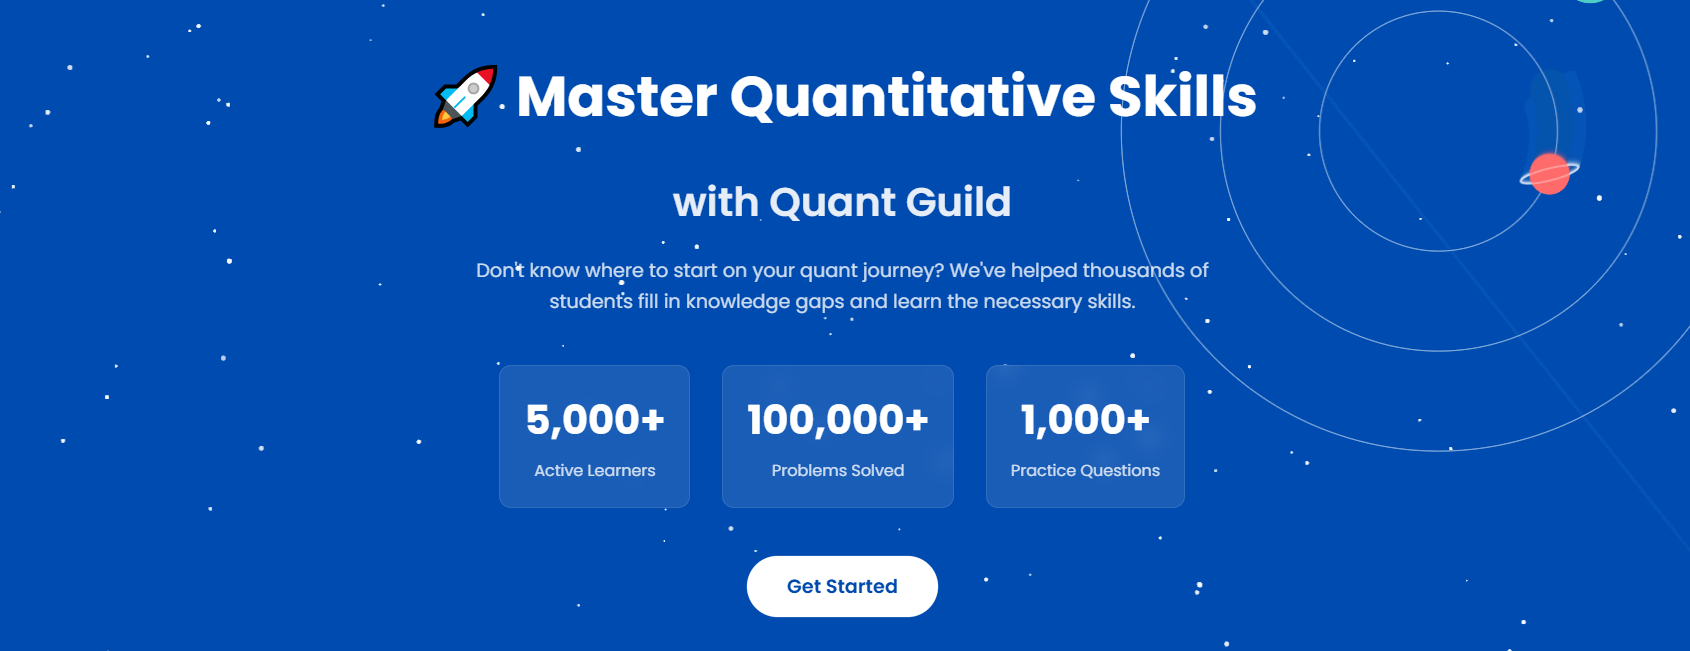 Master Quantitative Skills
with Quant Guild
Don't know where to start on your quant journey? We've helped thousands of
students fill in knowledge gaps and learn the necessary skills.
5,000+
Active Learners
100,000+
Problems Solved
1,000+
Practice Questions
Get Started